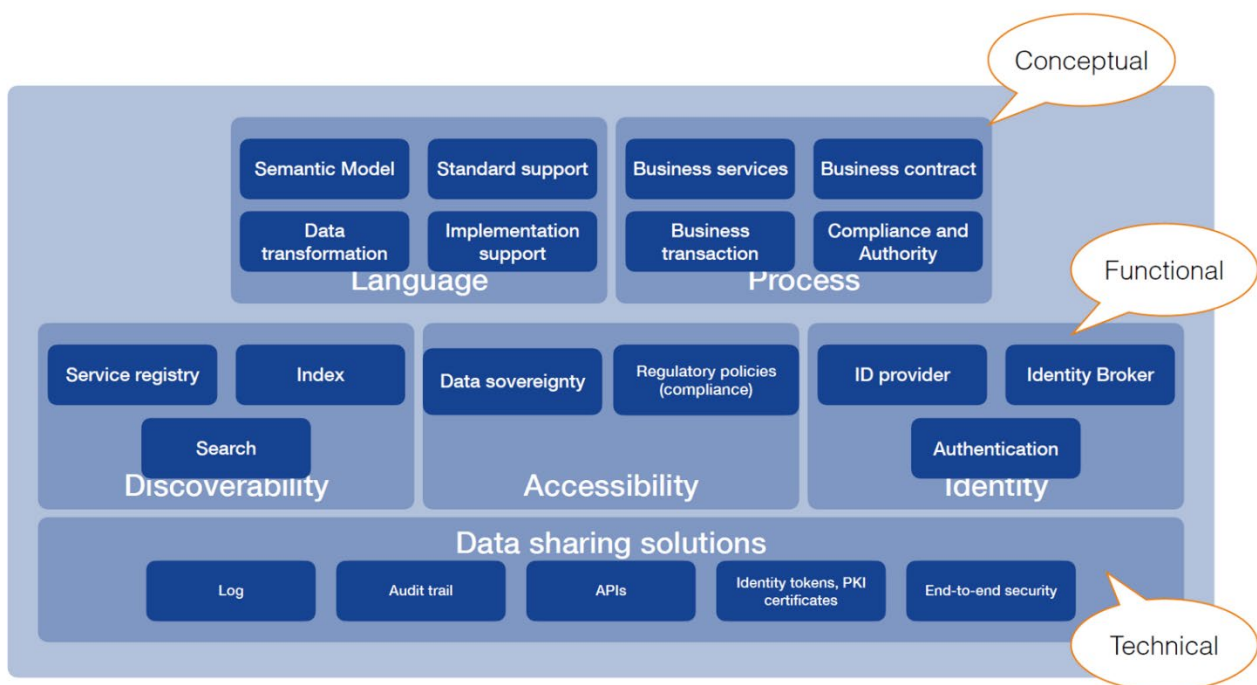 Conceptual
Semantic Model
Standard support
Business services
Business contract
Data
transformation
Implementation
support
Business
transaction
Compliance and
Authority
Language
Process
Functional
Service registry
Index
Data sovereignty
Regulatory policies
(compliance)
ID provider
Identity Broker
Search
Authentication
Discoverability
Accessibility
Identity
Data sharing solutions
Log
Audit trail
APIs
Identity tokens, PKI
certificates
End-to-end security
Technical